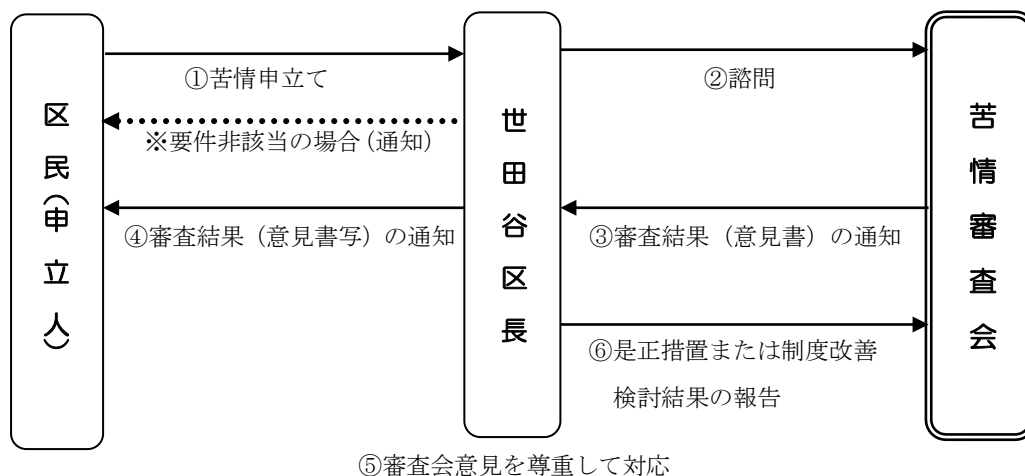 区民（申立人）
①苦情申立て
※要件非該当の場合（通知）
④審査結果（意見書写）の通知
世田谷区長
②諮問
③審査結果（意見書）の通知
⑥是正措置または制度改善
検討結果の報告
苦情審査会
⑤審査会意見を尊重して対応